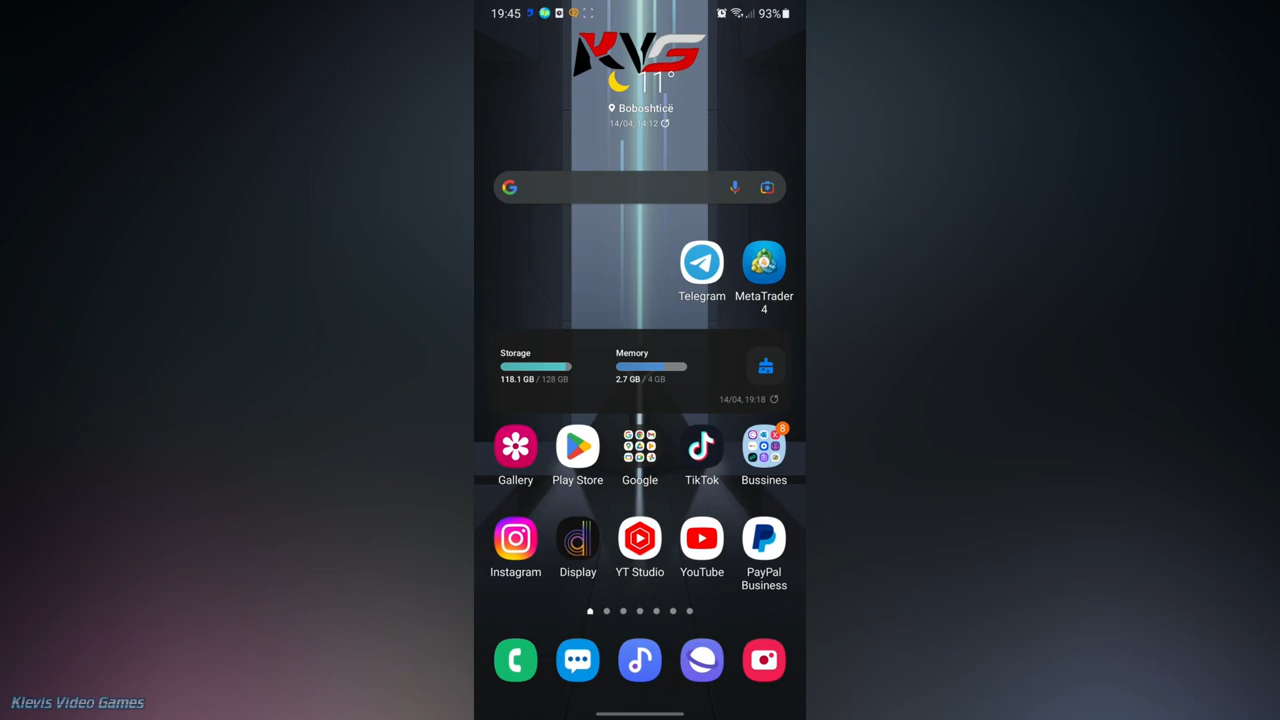 19:45
93%
KVG
11°
Boboshticë
14/04, 14:12
Telegram
MetaTrader 4
Storage
118.1 GB / 128 GB
Memory
2.7 GB / 4 GB
14/04, 19:18
8
Gallery
Play Store
Google
TikTok
Bussines
Instagram
Display
YT Studio
YouTube
PayPal Business
Klevis Video Games